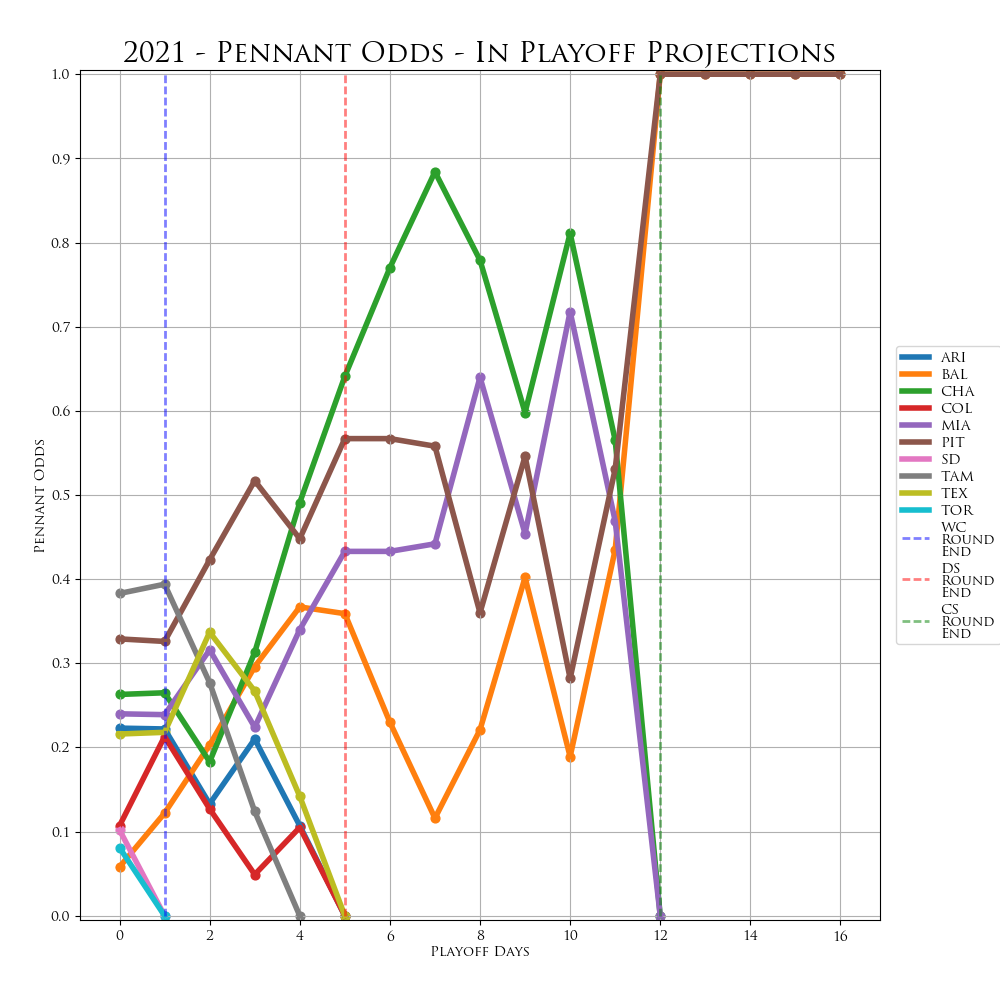 2021 - Pennant Odds - In Playoff Projections
1.0
0.9
0.8
0.7
0.6
0.5
0.4
0.3
0.2
0.1
0.0
Pennant Odds
0 2 4 6 8 10 12 14 16
Playoff Days
ARI
BAL
CHA
COL
MIA
PIT
SD
TAM
TEX
TOR
WC
Round
End
DS
Round
End
CS
Round
End